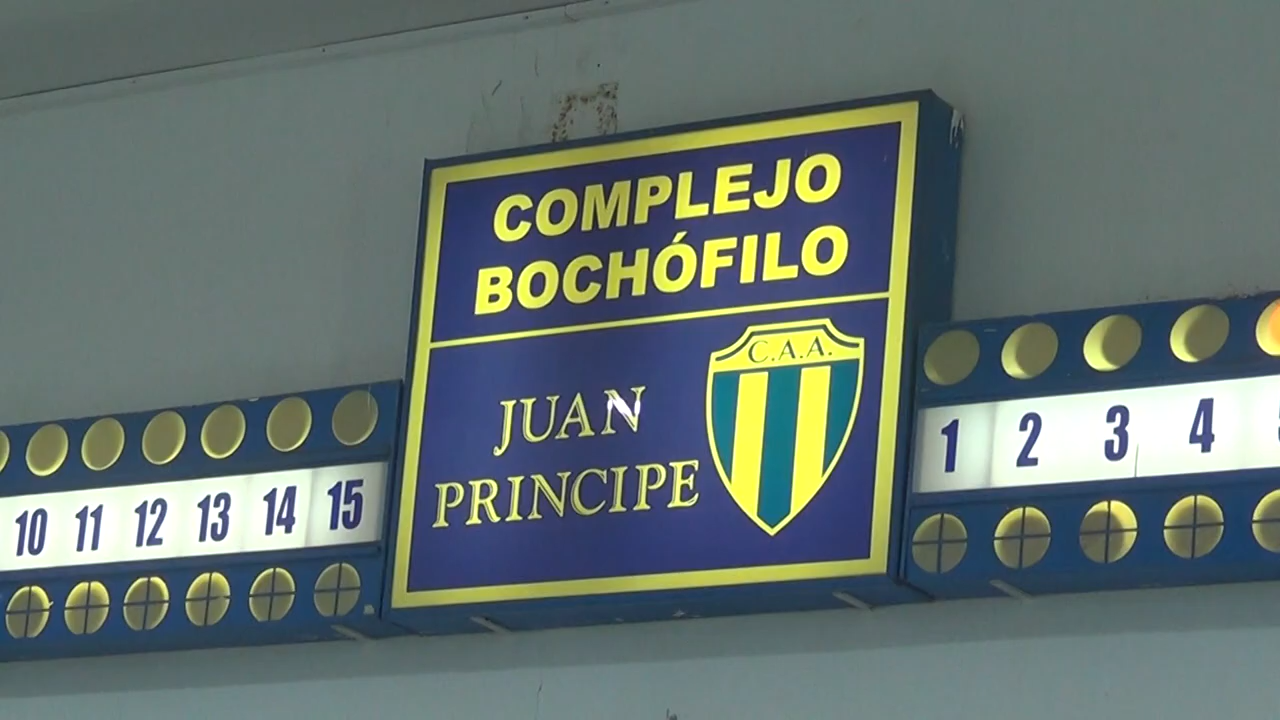 COMPLEJO
BOCHÓFILO
JUAN
PRINCIPE
C.A.A.
10 11 12 13 14 15
1 2 3 4